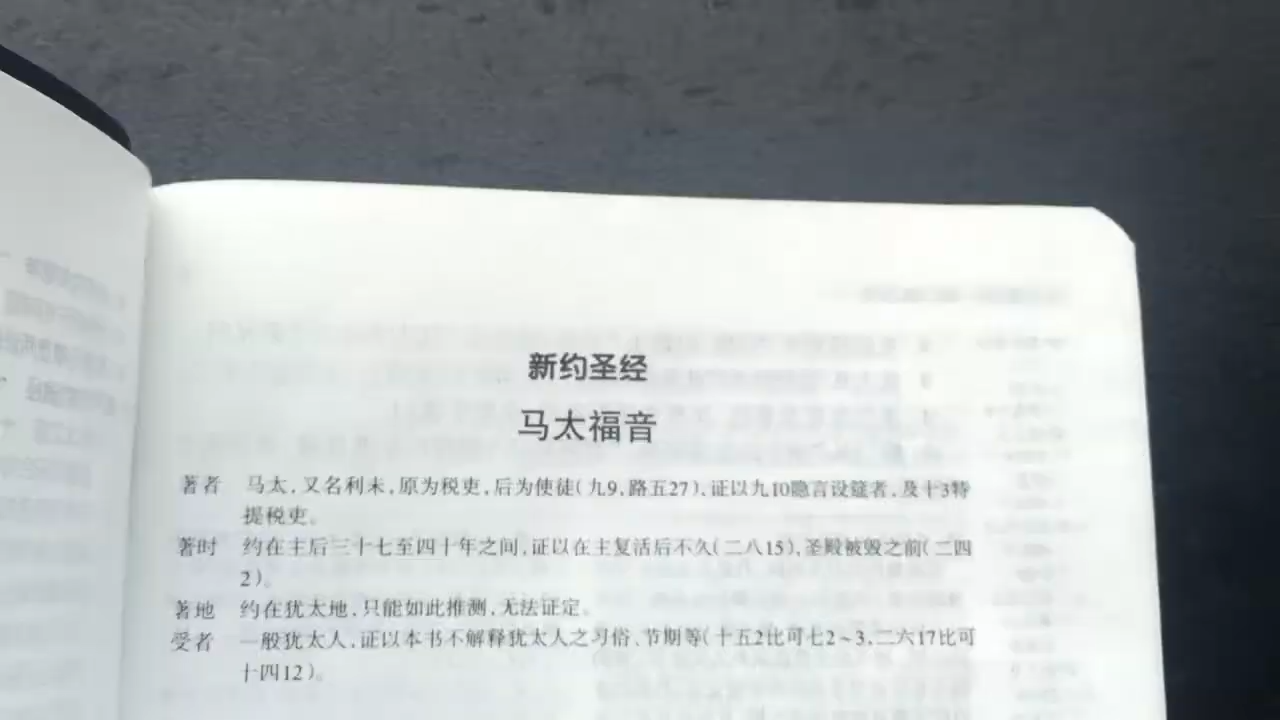 新约圣经
马太福音
著者 马太，又名利未，原为税吏，后为使徒（九9，路五27），证以九10隐言设筵者，及十3特
提税吏。
著时 约在主后三十七至四十年之间，证以在主复活后不久（二八15），圣殿被毁之前（二四
2）。
著地 约在犹太地，只能如此推测，无法证定。
受者 一般犹太人，证以本书不解释犹太人之习俗、节期等（十五2比可七2~3，二六17比可
十四12）。